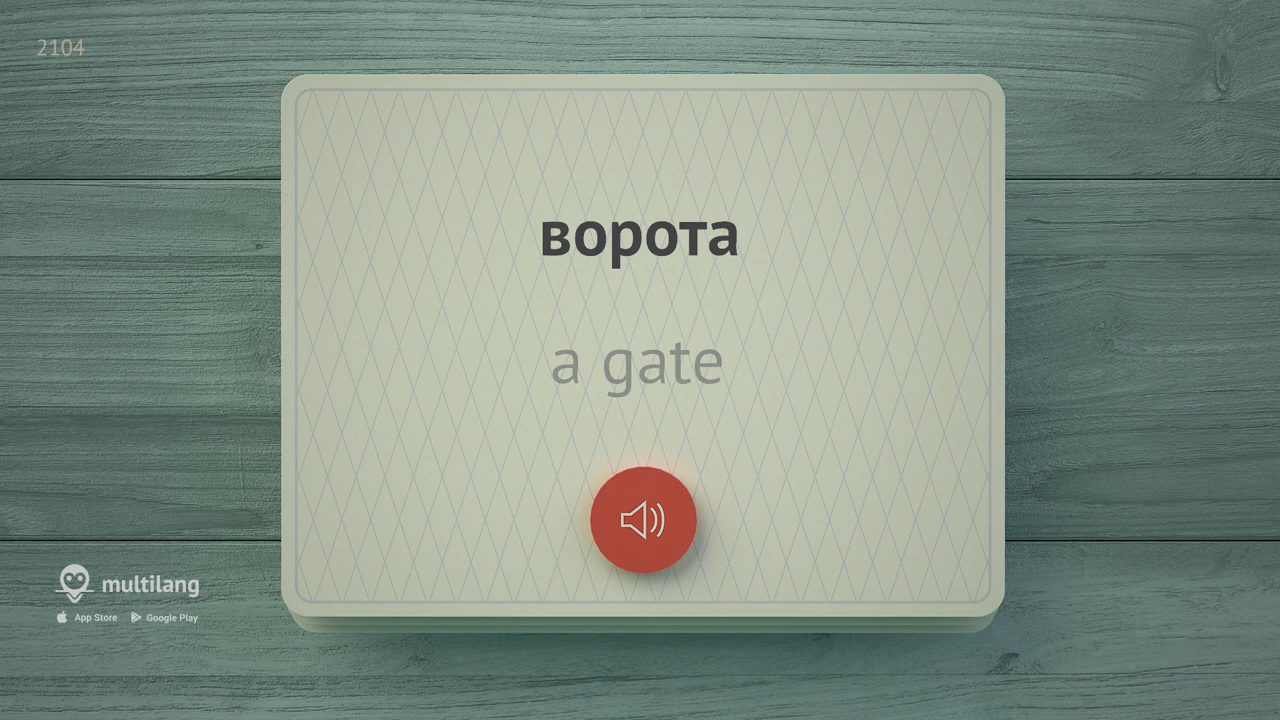 2104
ворота
a gate
multilang
App Store
Google Play